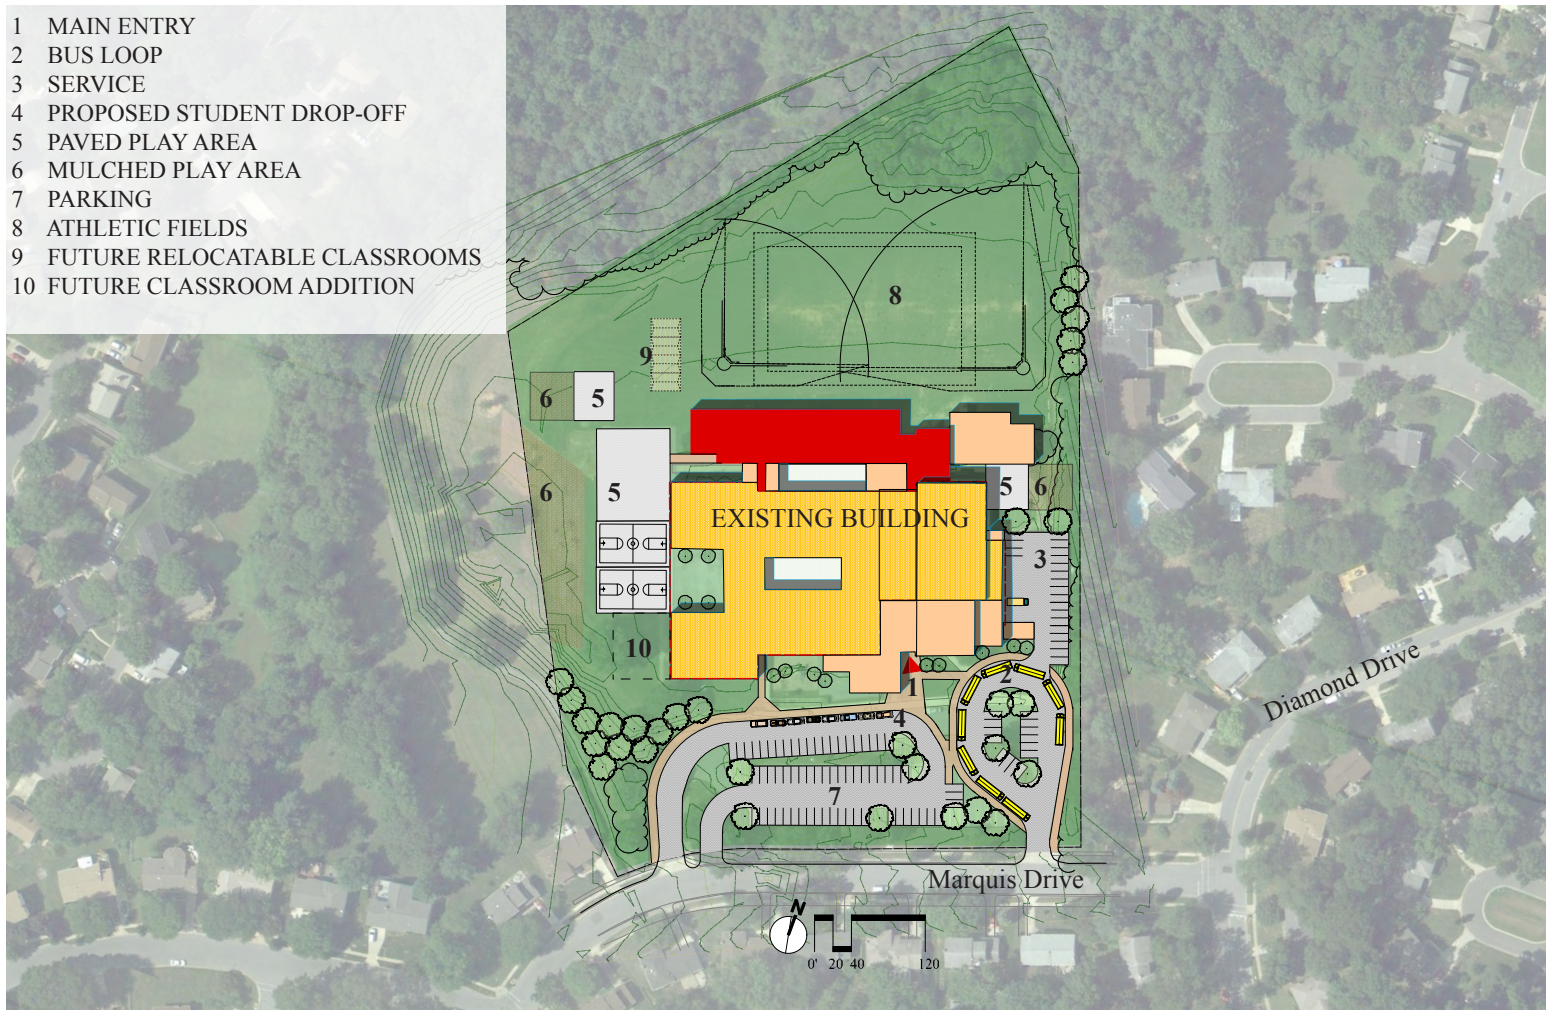 1 MAIN ENTRY
2 BUS LOOP
3 SERVICE
4 PROPOSED STUDENT DROP-OFF
5 PAVED PLAY AREA
6 MULCHED PLAY AREA
7 PARKING
8 ATHLETIC FIELDS
9 FUTURE RELOCATABLE CLASSROOMS
10 FUTURE CLASSROOM ADDITION
8
9
6 5
6 5
5 6
EXISTING BUILDING
3
10
1
2
4
7
Diamond Drive
Marquis Drive
N
0' 20 40 120